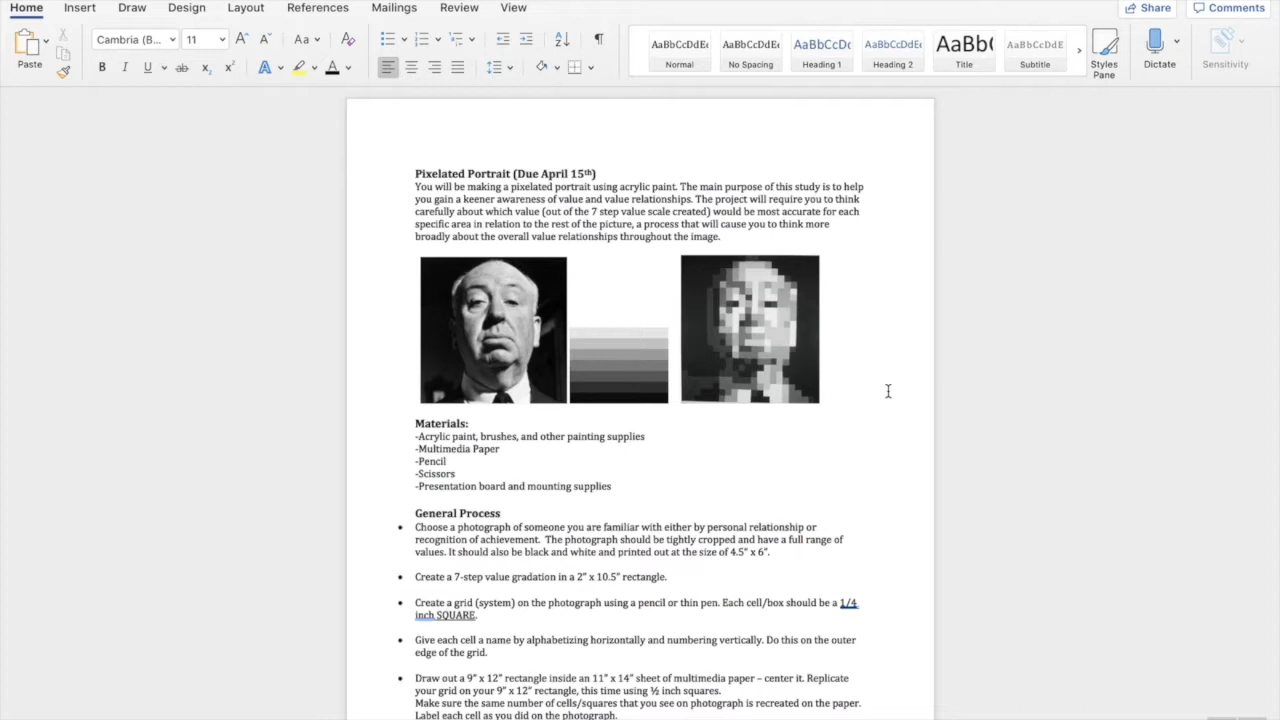 Home Insert Draw Design Layout References Mailings Review View Share Comments
Cambria (B... 11 Aa
Paste
B I U ab x₂ x² A A
AaBbCcDdEe AaBbCcDdEe AaBbCcDc AaBbCcDdEe AaBb( AaBbCcDdE
Normal No Spacing Heading 1 Heading 2 Title Subtitle
Styles Pane
Dictate
Sensitivity
Pixelated Portrait (Due April 15th)
You will be making a pixelated portrait using acrylic paint. The main purpose of this study is to help
you gain a keener awareness of value and value relationships. The project will require you to think
carefully about which value (out of the 7 step value scale created) would be most accurate for each
specific area in relation to the rest of the picture, a process that will cause you to think more
broadly about the overall value relationships throughout the image.
Materials:
-Acrylic paint, brushes, and other painting supplies
-Multimedia Paper
-Pencil
-Scissors
-Presentation board and mounting supplies
General Process
• Choose a photograph of someone you are familiar with either by personal relationship or
recognition of achievement. The photograph should be tightly cropped and have a full range of
values. It should also be black and white and printed out at the size of 4.5” x 6”.
• Create a 7-step value gradation in a 2” x 10.5” rectangle.
• Create a grid (system) on the photograph using a pencil or thin pen. Each cell/box should be a 1/4
inch SQUARE.
• Give each cell a name by alphabetizing horizontally and numbering vertically. Do this on the outer
edge of the grid.
• Draw out a 9” x 12” rectangle inside an 11” x 14” sheet of multimedia paper – center it. Replicate
your grid on your 9” x 12” rectangle, this time using ½ inch squares.
Make sure the same number of cells/squares that you see on photograph is recreated on the paper.
Label each cell as you did on the photograph.